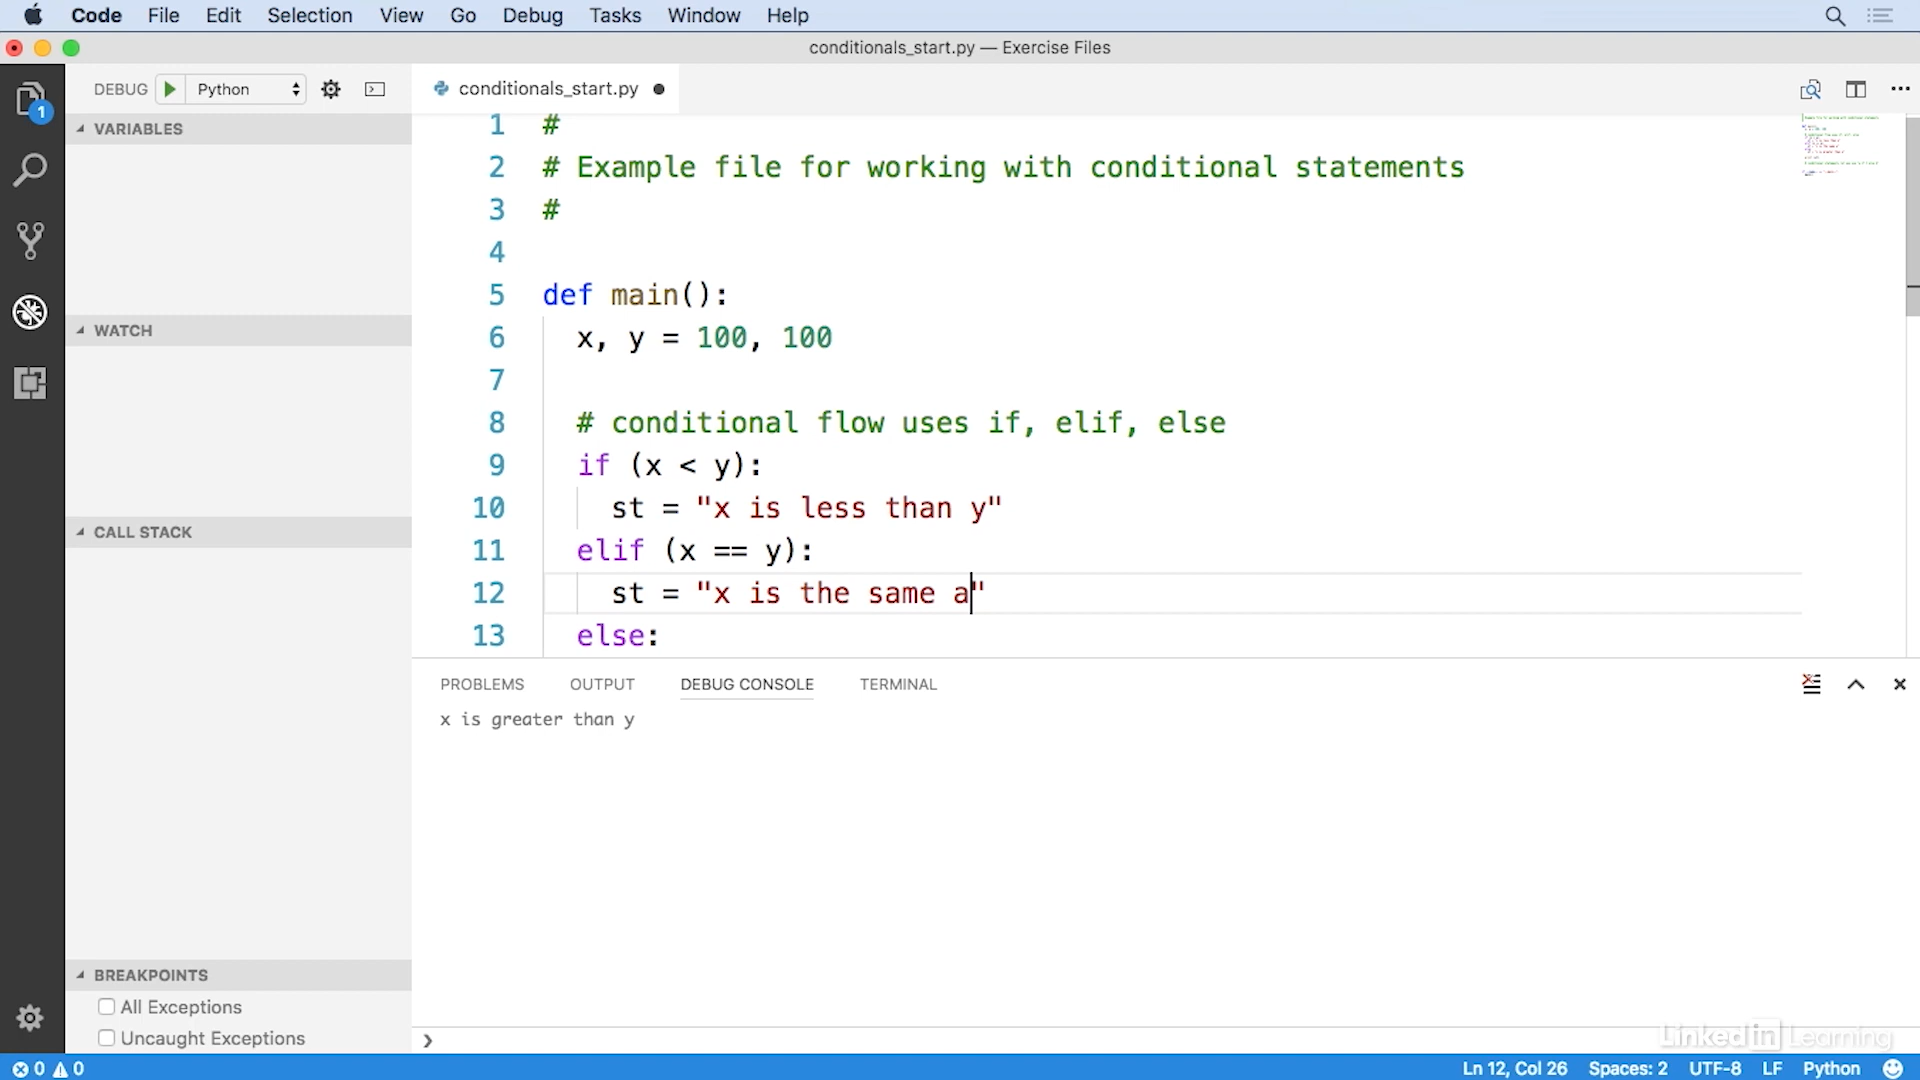 Code File Edit Selection View Go Debug Tasks Window Help
conditionals_start.py — Exercise Files
DEBUG Python
conditionals_start.py
VARIABLES
WATCH
CALL STACK
BREAKPOINTS
All Exceptions
Uncaught Exceptions
1
1 #
2 # Example file for working with conditional statements
3 #
4
5 def main():
6 x, y = 100, 100
7
8 # conditional flow uses if, elif, else
9 if (x < y):
10 st = "x is less than y"
11 elif (x == y):
12 st = "x is the same a"
13 else:
PROBLEMS OUTPUT DEBUG CONSOLE TERMINAL
x is greater than y
Linked in Learning
0 0 Ln 12, Col 26 Spaces: 2 UTF-8 LF Python